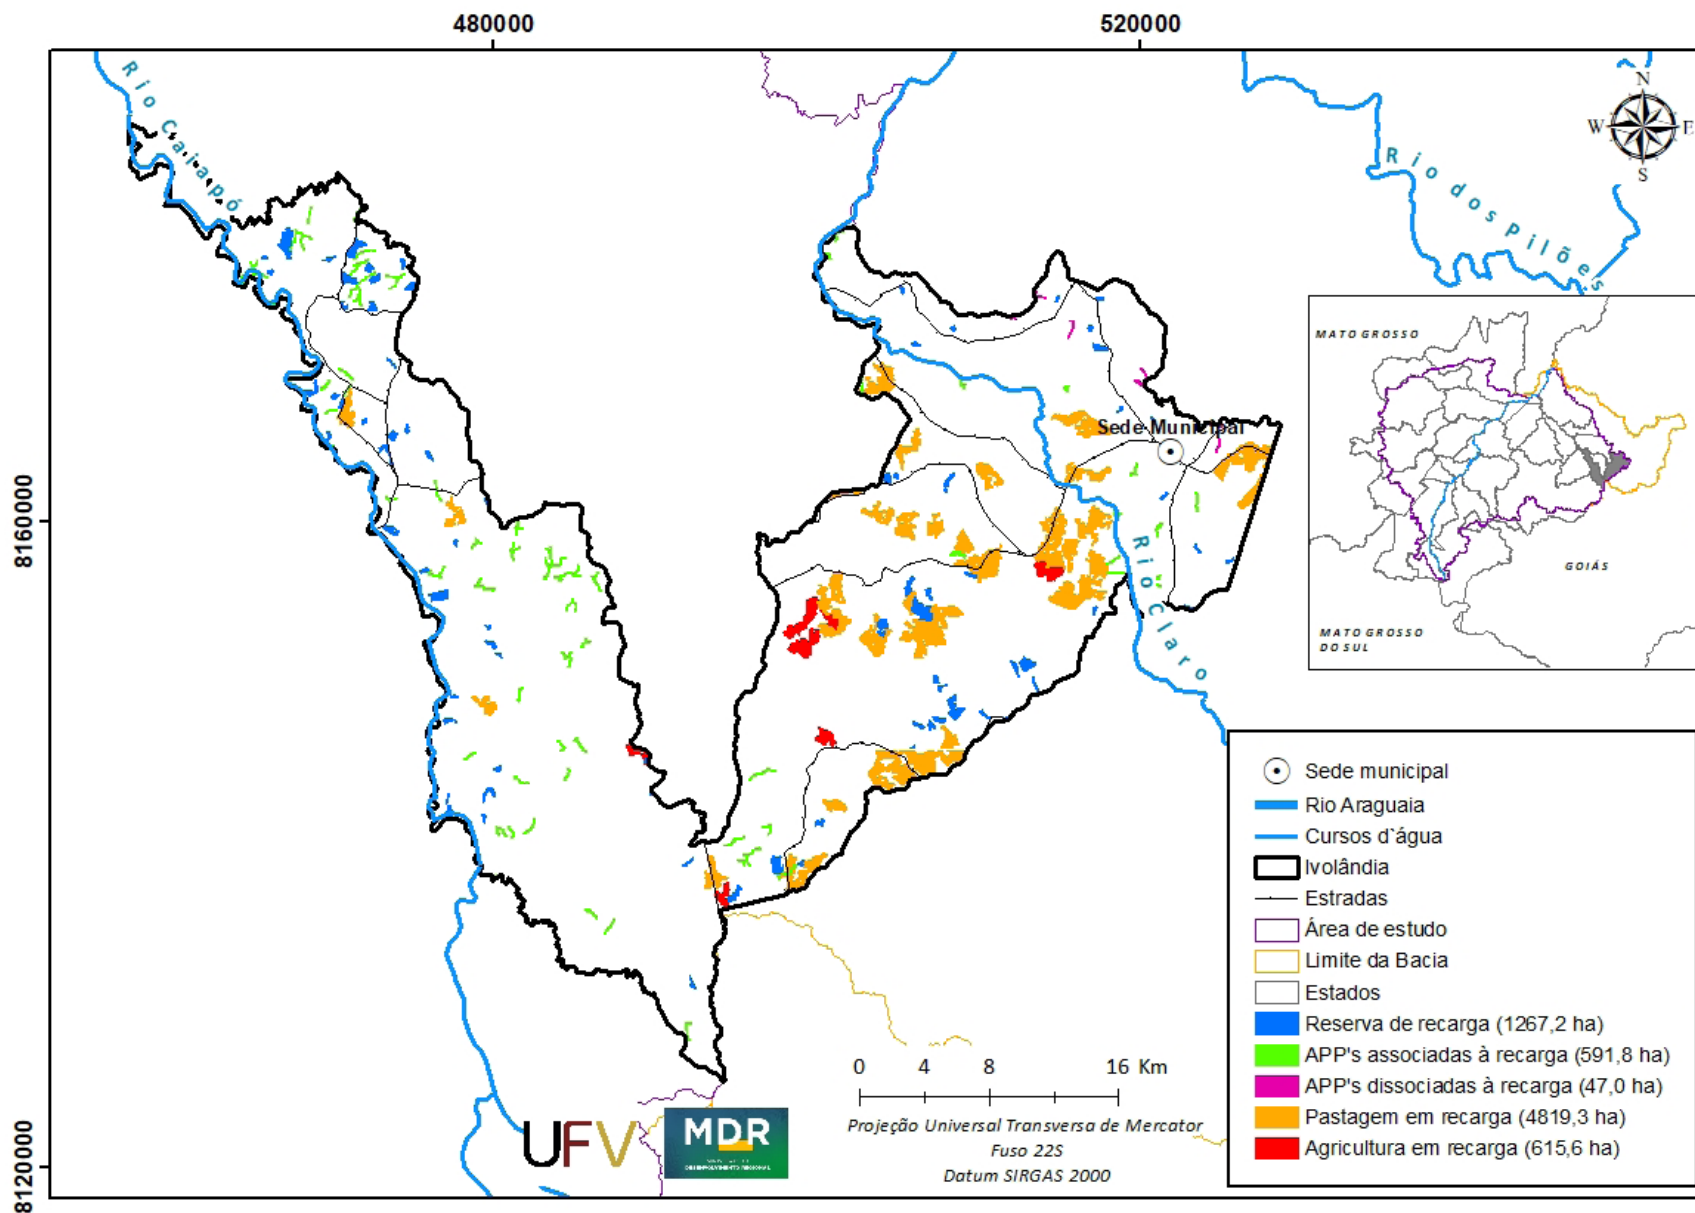 480000
520000
8160000
8120000
Rio Caiapó
Rio dos Pilões
N
W
E
S
Sede Municipal
Rio Claro
MATO GROSSO
GOIÁS
MATO GROSSO
DO SUL
Sede municipal
Rio Araguaia
Cursos d`água
Ivolândia
Estradas
Área de estudo
Limite da Bacia
Estados
Reserva de recarga (1267,2 ha)
APP's associadas à recarga (591,8 ha)
APP's dissociadas à recarga (47,0 ha)
Pastagem em recarga (4819,3 ha)
Agricultura em recarga (615,6 ha)
0 4 8 16 Km
Projeção Universal Transversa de Mercator
Fuso 22S
Datum SIRGAS 2000
UFV
MDR
DESENVOLVIMENTO REGIONAL